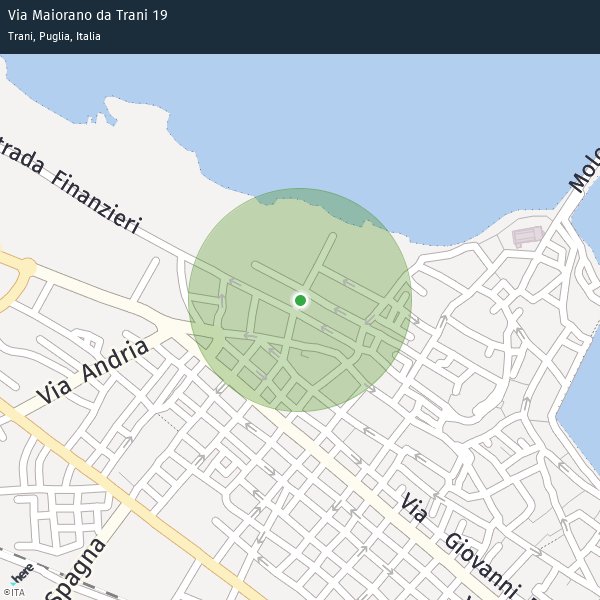 Via Maiorano da Trani 19
Trani, Puglia, Italia
Molo
trada Finanzieri
Via Andria
Via Giovanni
Spagna
here
©ITA